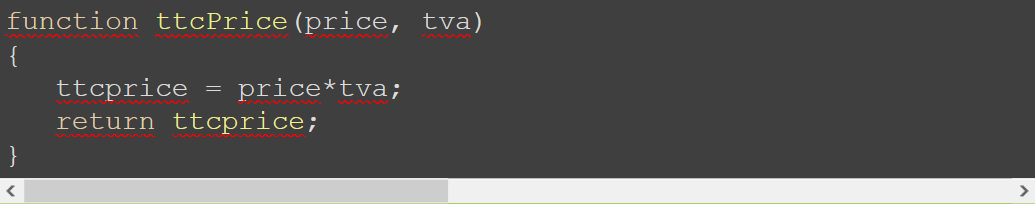 function ttcPrice(price, tva)
{
ttcprice = price*tva;
return ttcprice;
}